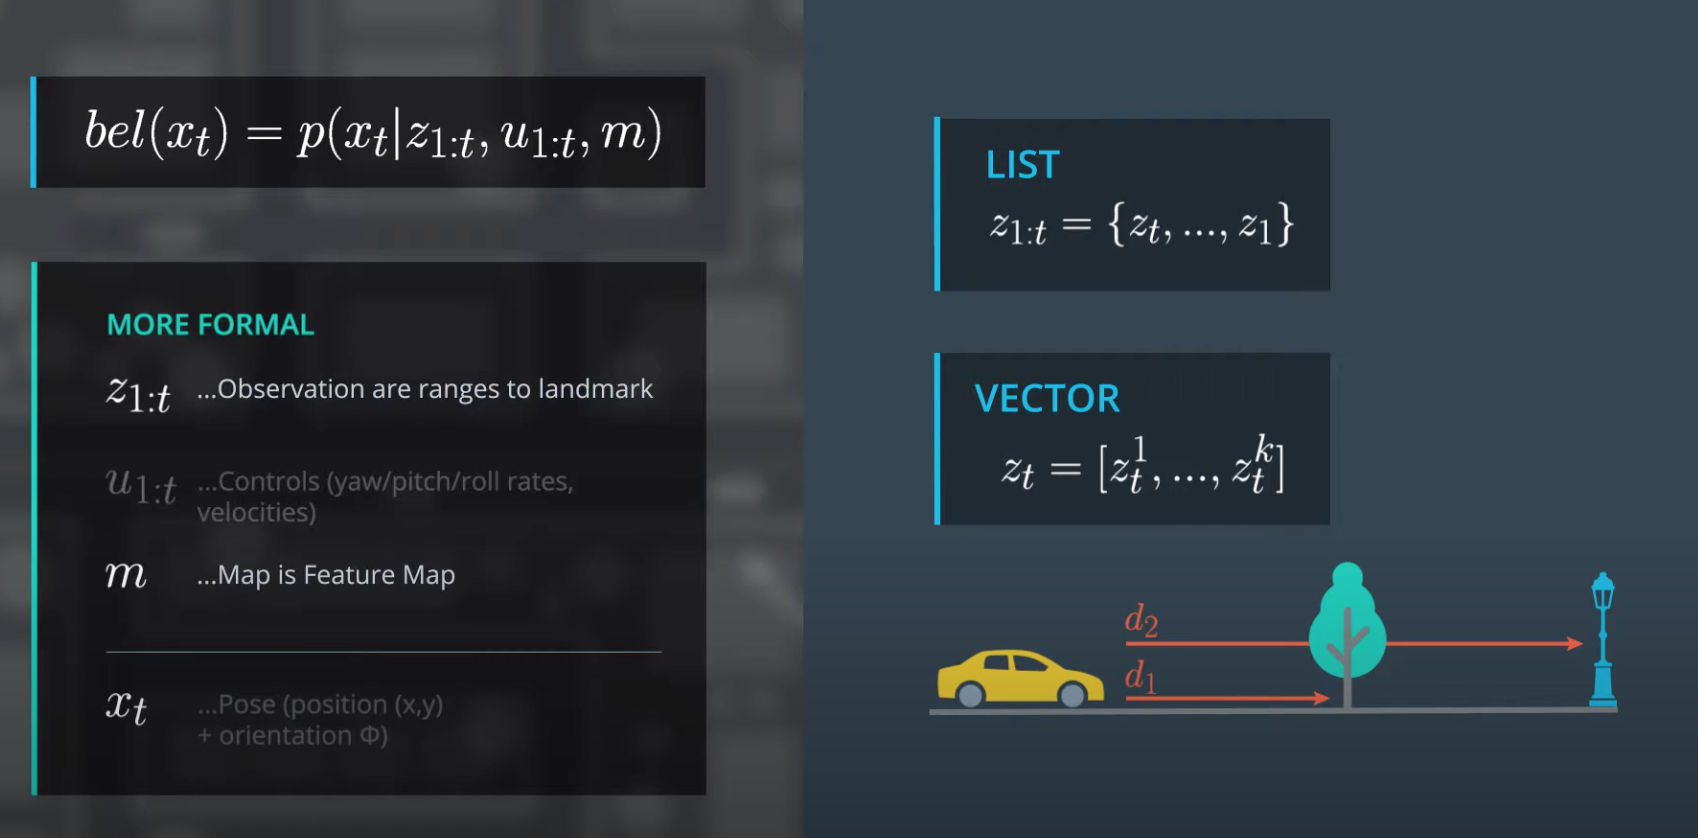 bel(x_t) = p(x_t|z_{1:t}, u_{1:t}, m)
MORE FORMAL
z_{1:t} ...Observation are ranges to landmark
u_{1:t} ...Controls (yaw/pitch/roll rates,
velocities)
m ...Map is Feature Map
x_t ...Pose (position (x,y)
+ orientation Φ)
LIST
z_{1:t} = {z_t, ..., z_1}
VECTOR
z_t = [z_t^1, ..., z_t^k]
d_2
d_1